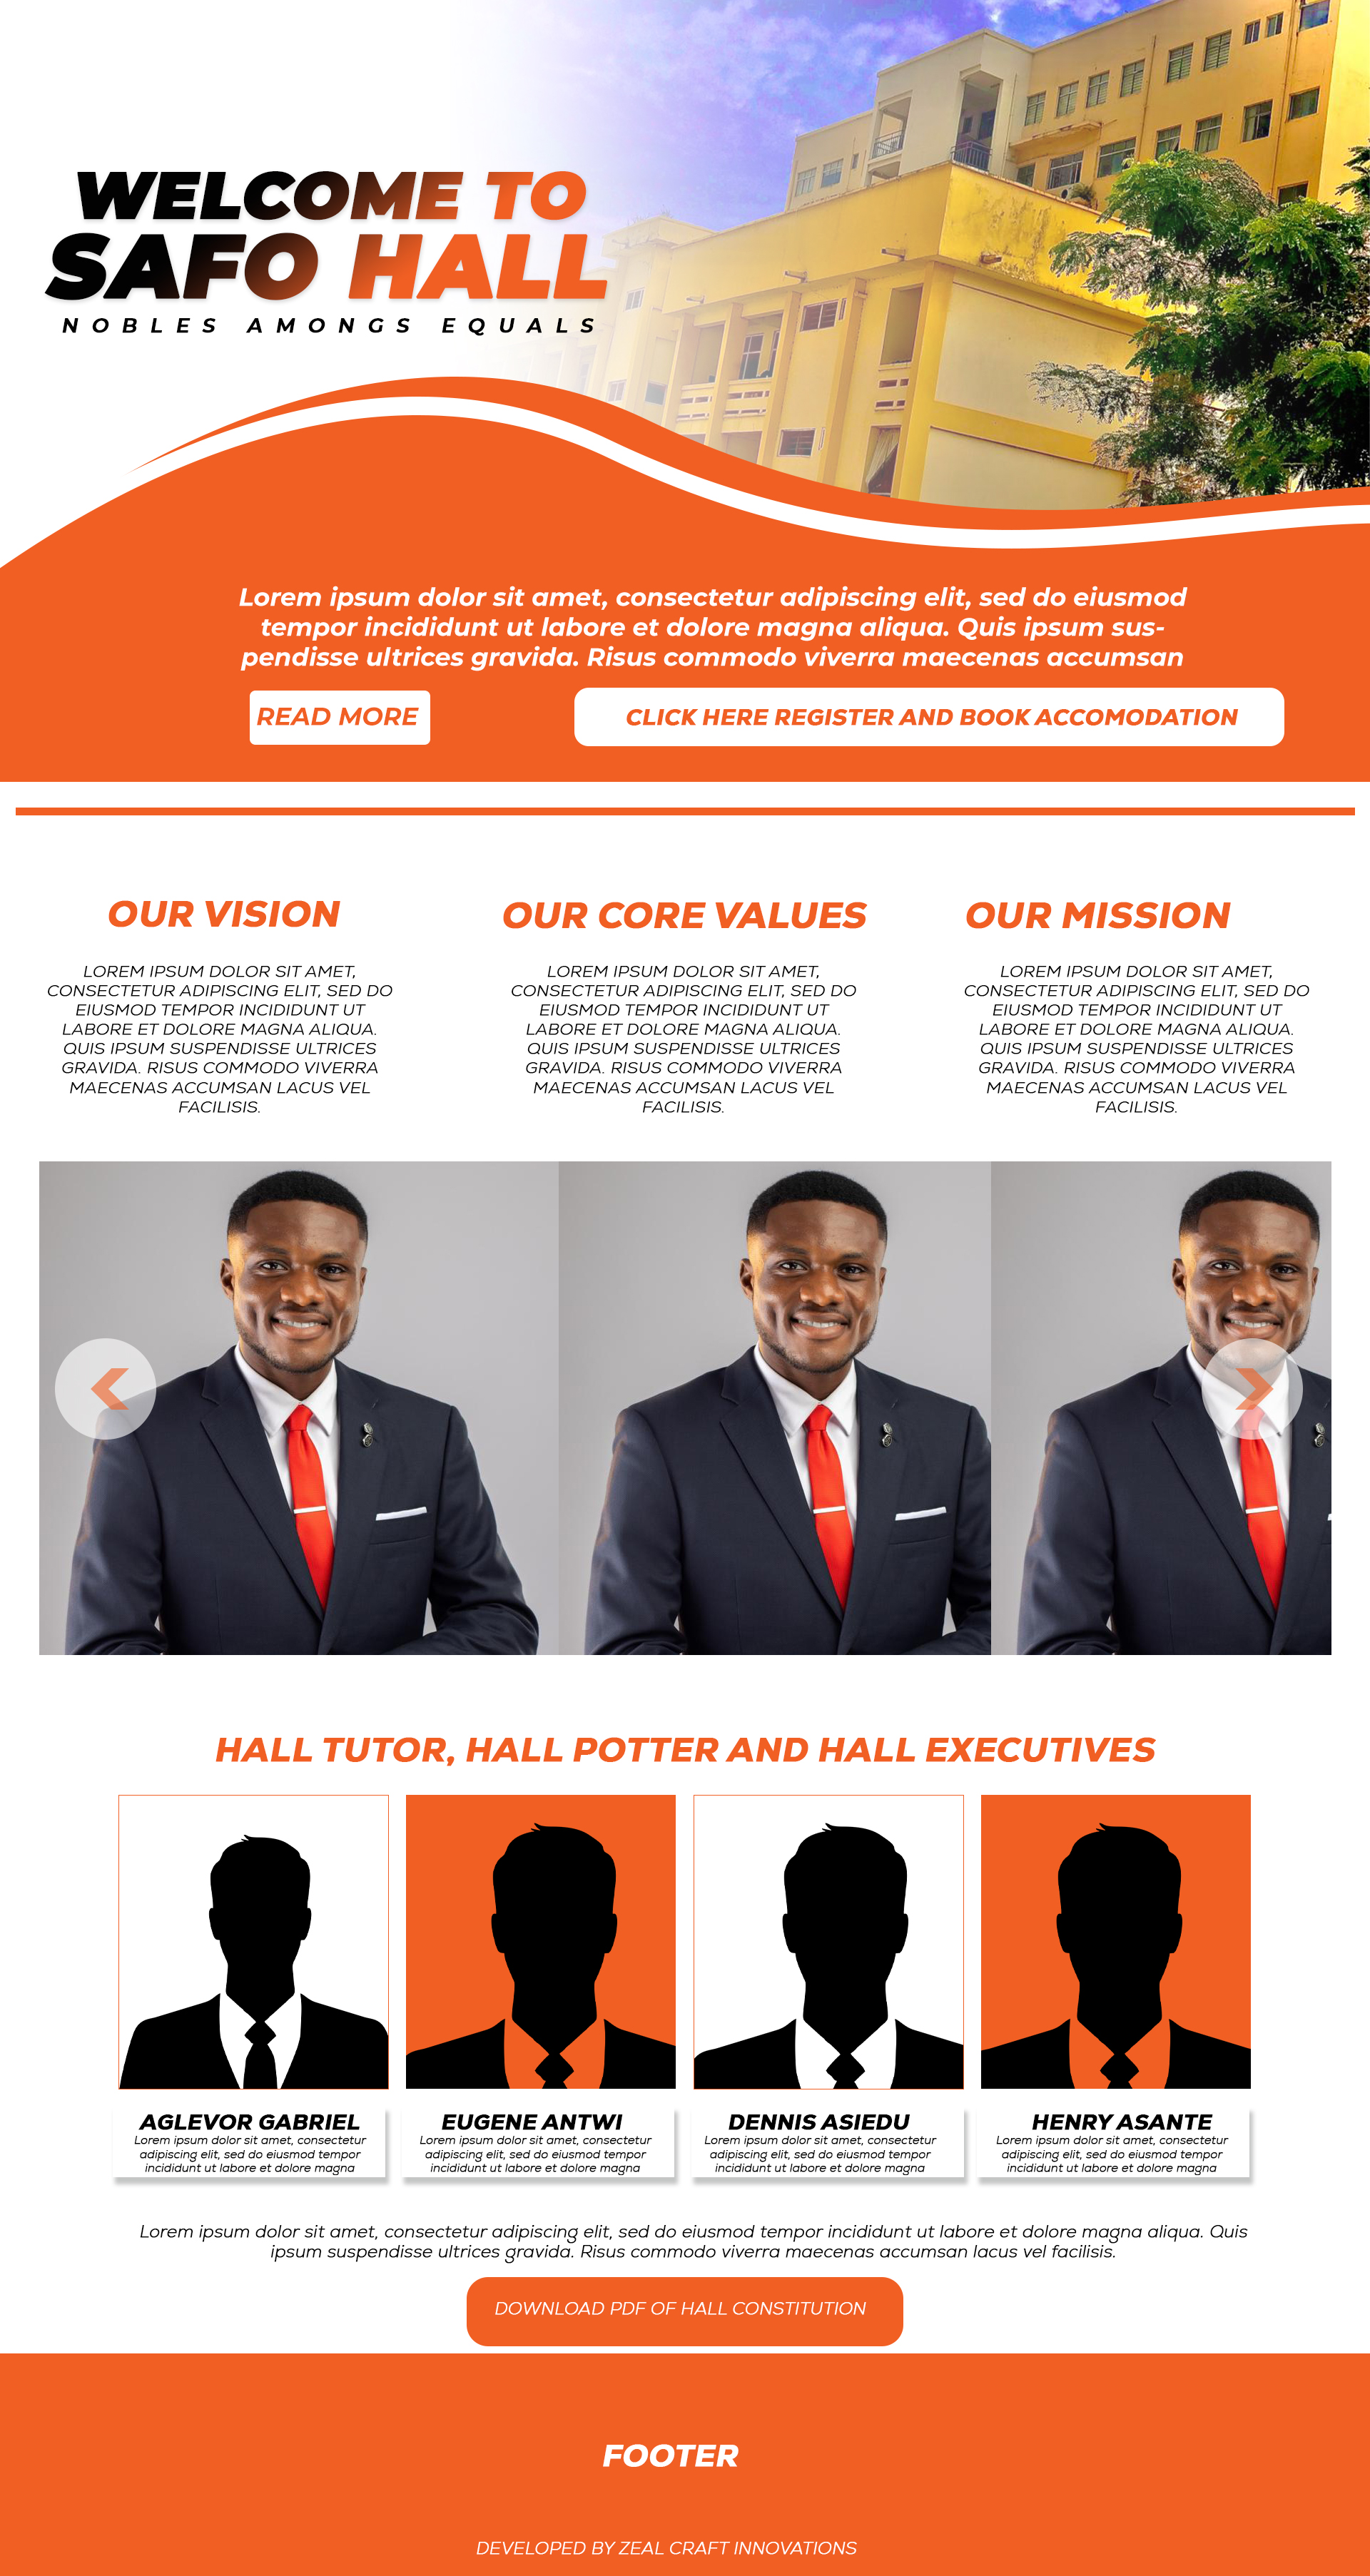 WELCOME TO
SAFO HALL
NOBLES AMONGS EQUALS
Lorem ipsum dolor sit amet, consectetur adipiscing elit, sed do eiusmod
tempor incididunt ut labore et dolore magna aliqua. Quis ipsum sus-
pendisse ultrices gravida. Risus commodo viverra maecenas accumsan
READ MORE
CLICK HERE REGISTER AND BOOK ACCOMODATION
OUR VISION
LOREM IPSUM DOLOR SIT AMET,
CONSECTETUR ADIPISCING ELIT, SED DO
EIUSMOD TEMPOR INCIDIDUNT UT
LABORE ET DOLORE MAGNA ALIQUA.
QUIS IPSUM SUSPENDISSE ULTRICES
GRAVIDA. RISUS COMMODO VIVERRA
MAECENAS ACCUMSAN LACUS VEL
FACILISIS.
OUR CORE VALUES
LOREM IPSUM DOLOR SIT AMET,
CONSECTETUR ADIPISCING ELIT, SED DO
EIUSMOD TEMPOR INCIDIDUNT UT
LABORE ET DOLORE MAGNA ALIQUA.
QUIS IPSUM SUSPENDISSE ULTRICES
GRAVIDA. RISUS COMMODO VIVERRA
MAECENAS ACCUMSAN LACUS VEL
FACILISIS.
OUR MISSION
LOREM IPSUM DOLOR SIT AMET,
CONSECTETUR ADIPISCING ELIT, SED DO
EIUSMOD TEMPOR INCIDIDUNT UT
LABORE ET DOLORE MAGNA ALIQUA.
QUIS IPSUM SUSPENDISSE ULTRICES
GRAVIDA. RISUS COMMODO VIVERRA
MAECENAS ACCUMSAN LACUS VEL
FACILISIS.
HALL TUTOR, HALL POTTER AND HALL EXECUTIVES
AGLEVOR GABRIEL
Lorem ipsum dolor sit amet, consectetur
adipiscing elit, sed do eiusmod tempor
incididunt ut labore et dolore magna
EUGENE ANTWI
Lorem ipsum dolor sit amet, consectetur
adipiscing elit, sed do eiusmod tempor
incididunt ut labore et dolore magna
DENNIS ASIEDU
Lorem ipsum dolor sit amet, consectetur
adipiscing elit, sed do eiusmod tempor
incididunt ut labore et dolore magna
HENRY ASANTE
Lorem ipsum dolor sit amet, consectetur
adipiscing elit, sed do eiusmod tempor
incididunt ut labore et dolore magna
Lorem ipsum dolor sit amet, consectetur adipiscing elit, sed do eiusmod tempor incididunt ut labore et dolore magna aliqua. Quis
ipsum suspendisse ultrices gravida. Risus commodo viverra maecenas accumsan lacus vel facilisis.
DOWNLOAD PDF OF HALL CONSTITUTION
FOOTER
DEVELOPED BY ZEAL CRAFT INNOVATIONS